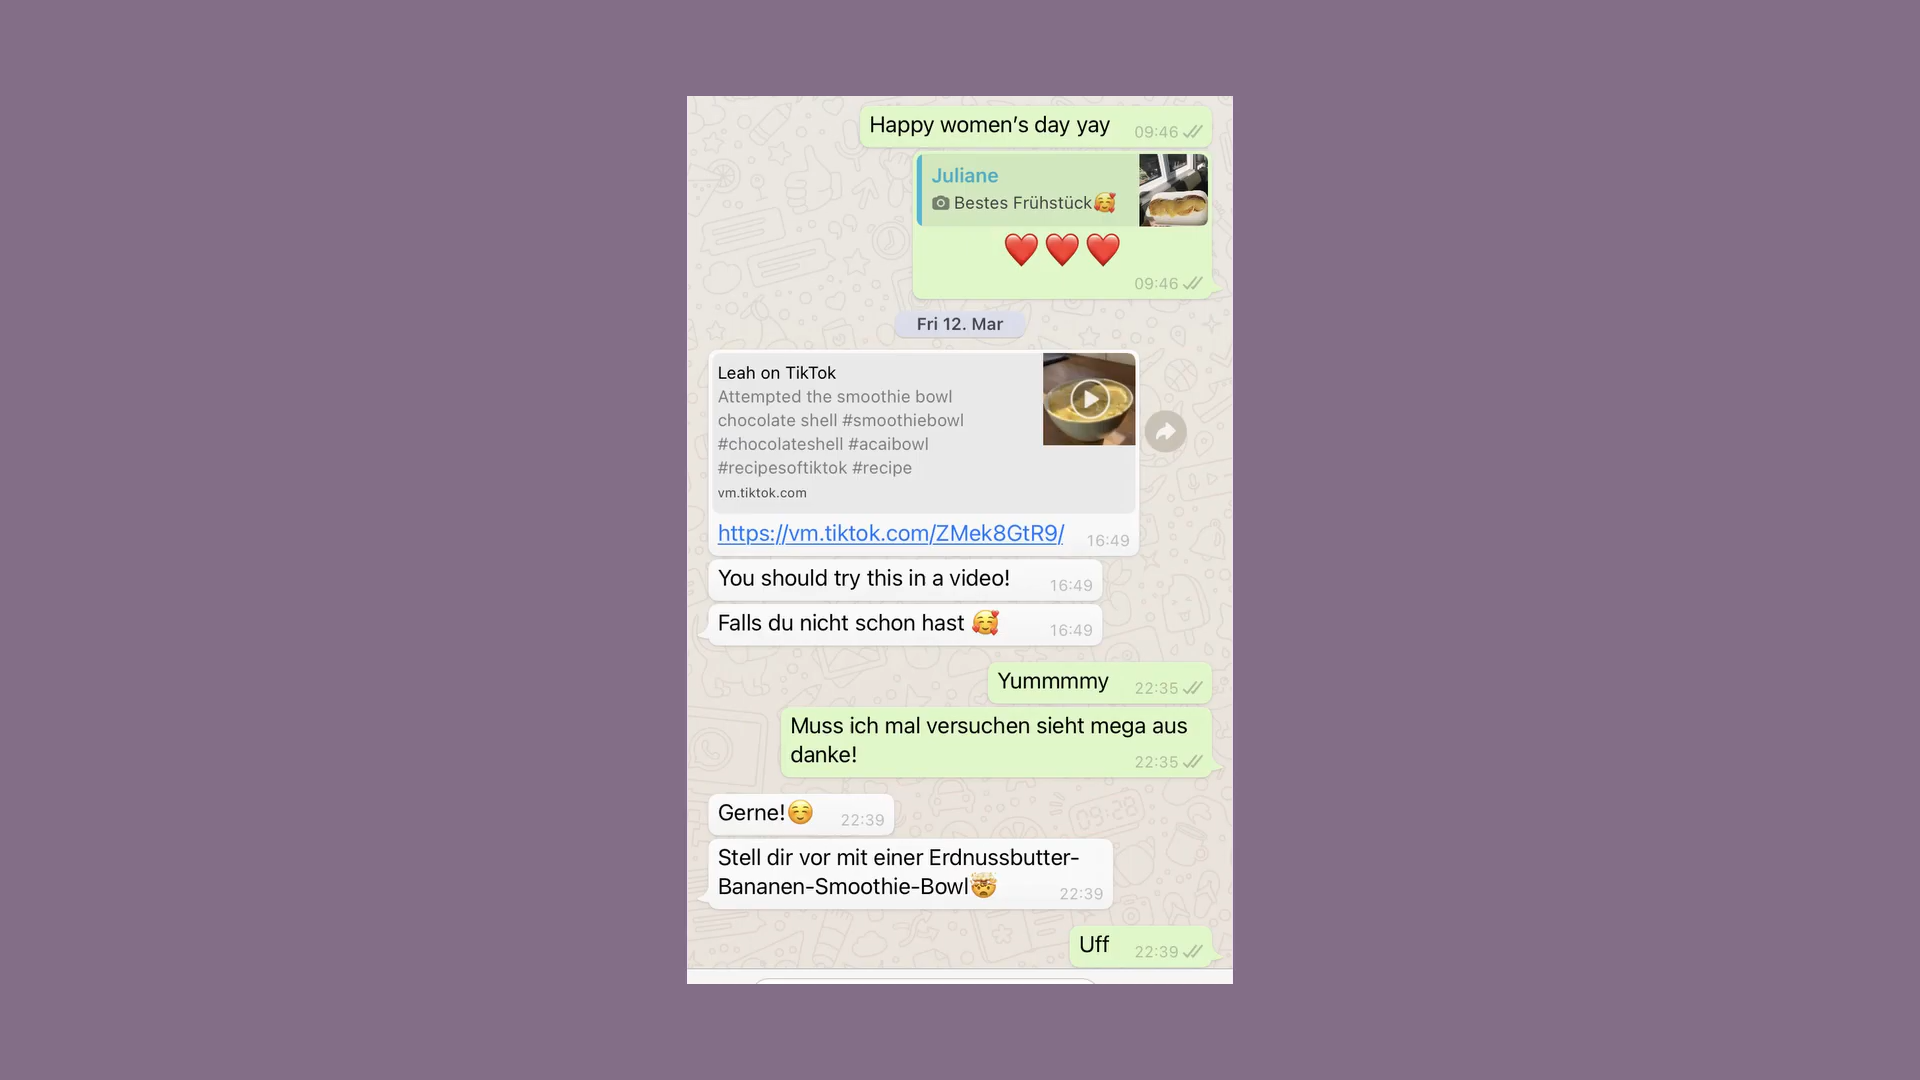 Happy women’s day yay 09:46
Juliane
Bestes Frühstück🥰
❤️❤️❤️
09:46
Fri 12. Mar
Leah on TikTok
Attempted the smoothie bowl
chocolate shell #smoothiebowl
#chocolateshell #acaibowl
#recipesoftiktok #recipe
vm.tiktok.com
https://vm.tiktok.com/ZMek8GtR9/ 16:49
You should try this in a video! 16:49
Falls du nicht schon hast 🥰 16:49
Yummmmy 22:35
Muss ich mal versuchen sieht mega aus
danke! 22:35
Gerne!☺️ 22:39
Stell dir vor mit einer Erdnussbutter-
Bananen-Smoothie-Bowl🤯 22:39
Uff 22:39